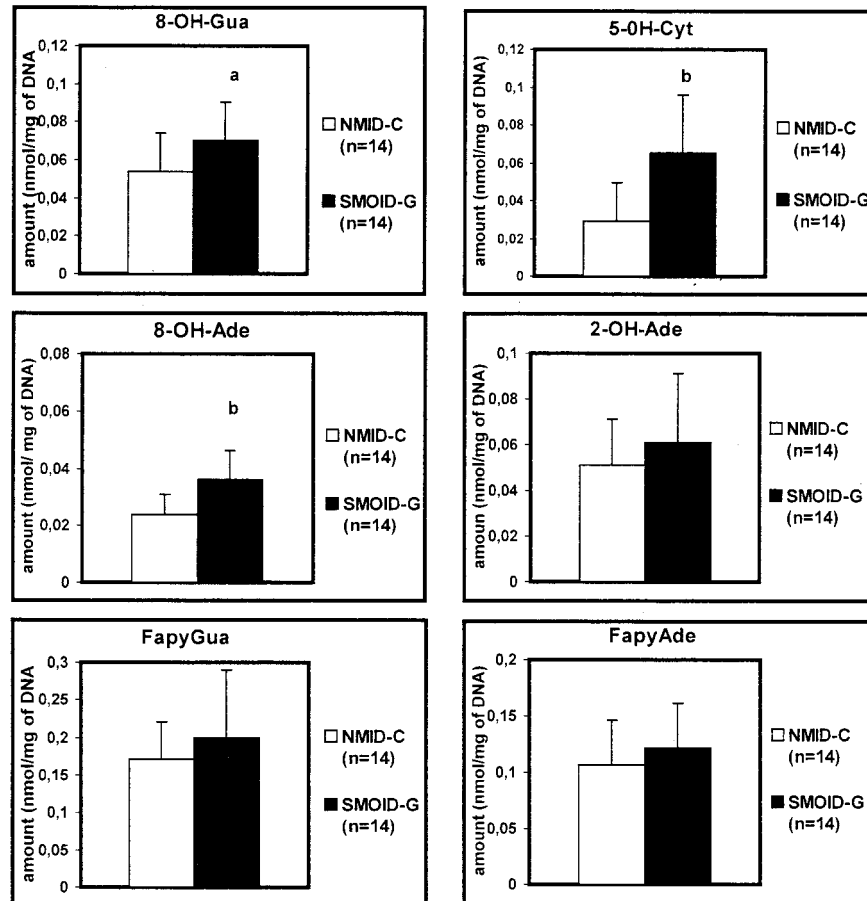 8-OH-Gua
amount (nmol/mg of DNA)
0,12
0,1
0,08
0,06
0,04
0,02
0
a
NMID-C
(n=14)
SMOID-G
(n=14)
5-0H-Cyt
amount (nmol/mg of DNA)
0,12
0,1
0,08
0,06
0,04
0,02
0
b
NMID-C
(n=14)
SMOID-G
(n=14)
8-OH-Ade
amount (nmol/ mg of DNA)
0,08
0,06
0,04
0,02
0
b
NMID-C
(n=14)
SMOID-G
(n=14)
2-OH-Ade
amoun (nmol/mg of DNA)
0,1
0,08
0,06
0,04
0,02
0
NMID-C
(n=14)
SMOID-G
(n=14)
FapyGua
amount (nmol/mg of DNA
0,3
0,25
0,2
0,15
0,1
0,05
0
NMID-C
(n=14)
SMOID-G
(n=14)
FapyAde
amount (nmol/mg of DNA)
0,2
0,15
0,1
0,05
0
NMID-C
(n=14)
SMOID-G
(n=14)